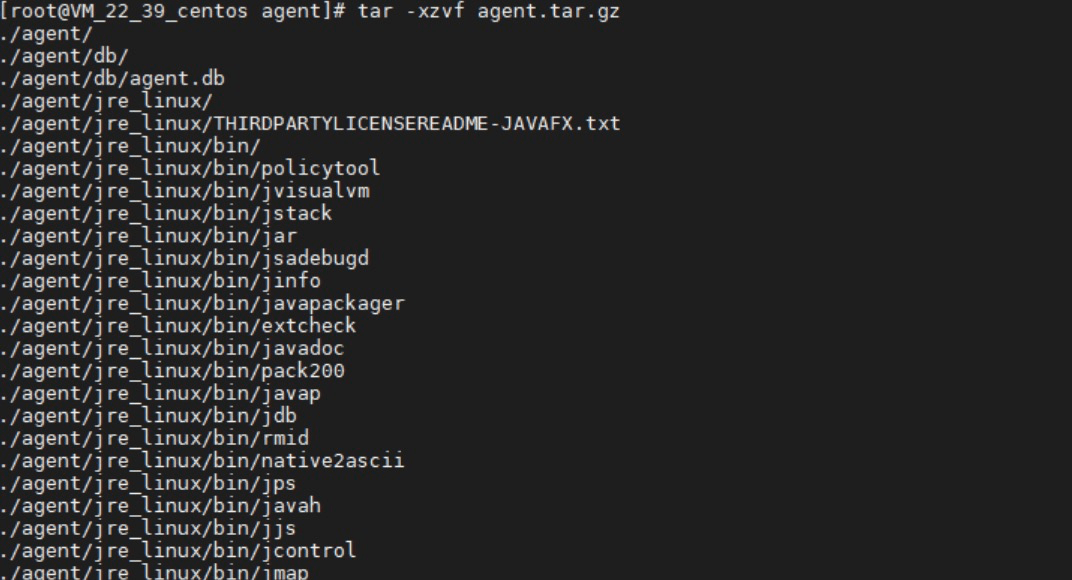 [root@VM_22_39_centos agent]# tar -xzvf agent.tar.gz
./agent/
./agent/db/
./agent/db/agent.db
./agent/jre_linux/
./agent/jre_linux/THIRDPARTYLICENSEREADME-JAVAFX.txt
./agent/jre_linux/bin/
./agent/jre_linux/bin/policytool
./agent/jre_linux/bin/jvisualvm
./agent/jre_linux/bin/jstack
./agent/jre_linux/bin/jar
./agent/jre_linux/bin/jsadebugd
./agent/jre_linux/bin/jinfo
./agent/jre_linux/bin/javapackager
./agent/jre_linux/bin/extcheck
./agent/jre_linux/bin/javadoc
./agent/jre_linux/bin/pack200
./agent/jre_linux/bin/javap
./agent/jre_linux/bin/jdb
./agent/jre_linux/bin/rmid
./agent/jre_linux/bin/native2ascii
./agent/jre_linux/bin/jps
./agent/jre_linux/bin/javah
./agent/jre_linux/bin/jjs
./agent/jre_linux/bin/jcontrol
./agent/jre_linux/bin/jmap